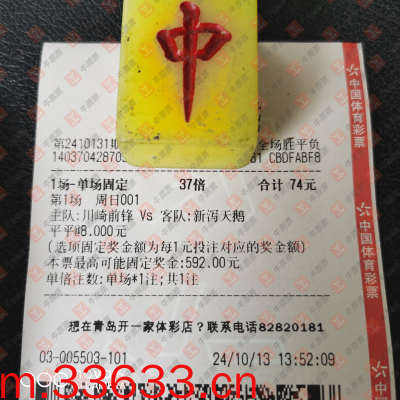 中
中国体育彩票
第2410131期
全场胜平负
14037042870
81 CBDFABF8
1场-单场固定 37倍 合计 74元
第1场 周日001
主队:川崎前锋 Vs 客队:新泻天鹅
平平@8.000元
(选项固定奖金额为每1元投注对应的奖金额)
本票最高可能固定奖金:592.00元
单倍注数:单场*1注;共1注
想在青岛开一家体彩店？联系电话82820181
03-005503-101 24/10/13 13:52:09
中国体育彩票
m.33633.cn